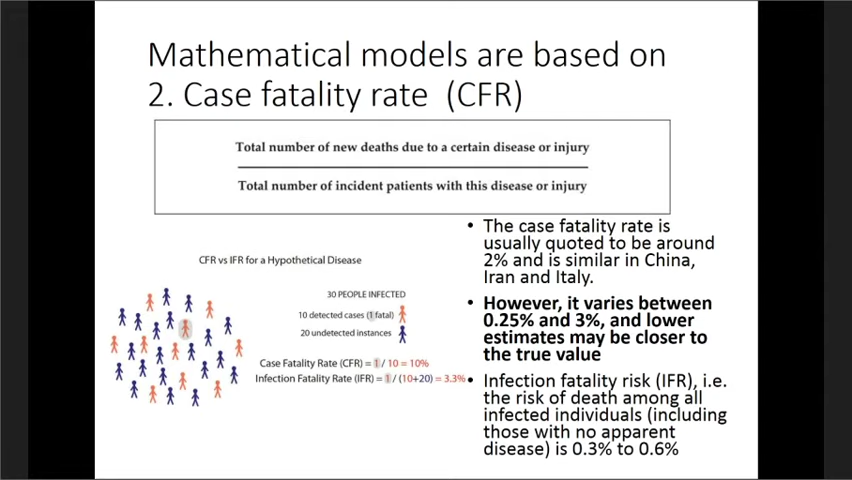 Mathematical models are based on
2. Case fatality rate (CFR)
Total number of new deaths due to a certain disease or injury
Total number of incident patients with this disease or injury
CFR vs IFR for a Hypothetical Disease
30 PEOPLE INFECTED
10 detected cases (1 fatal)
20 undetected instances
Case Fatality Rate (CFR) = 1 / 10 = 10%
Infection Fatality Rate (IFR) = 1 / (10+20) = 3.3%
• The case fatality rate is
usually quoted to be around
2% and is similar in China,
Iran and Italy.
• However, it varies between
0.25% and 3%, and lower
estimates may be closer to
the true value
• Infection fatality risk (IFR), i.e.
the risk of death among all
infected individuals (including
those with no apparent
disease) is 0.3% to 0.6%